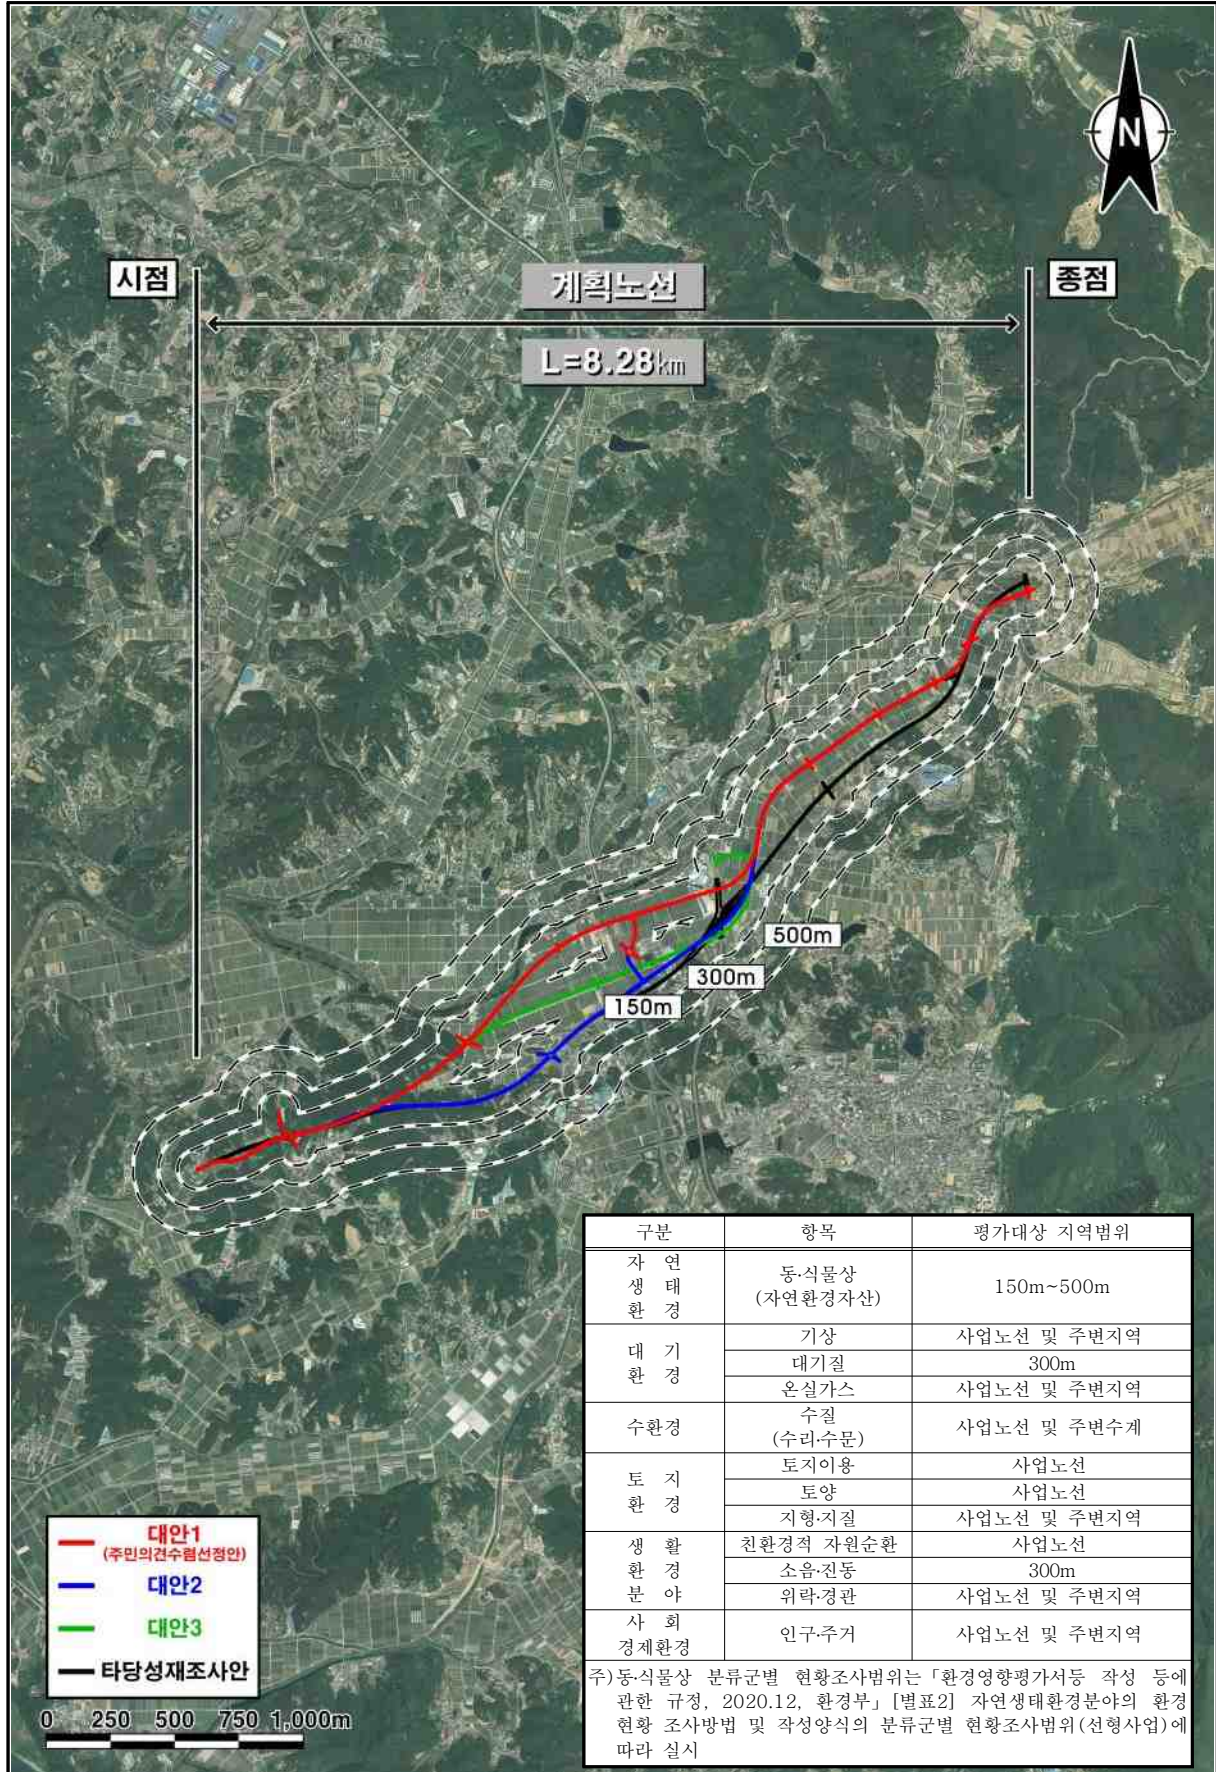 N
시점
계획노선
종점
L=8.28km
500m
300m
150m
구분 항목 평가대상 지역범위
자 연
생 태
환 경
동·식물상
(자연환경자산)
150m~500m
대 기
환 경
기상 사업노선 및 주변지역
대기질 300m
온실가스 사업노선 및 주변지역
수환경
수질
(수리·수문)
사업노선 및 주변수계
토 지
환 경
토지이용 사업노선
토양 사업노선
지형·지질 사업노선 및 주변지역
생 활
환 경
분 야
친환경적 자원순환 사업노선
소음·진동 300m
위락·경관 사업노선 및 주변지역
사 회
경제환경
인구·주거 사업노선 및 주변지역
주)동·식물상 분류군별 현황조사범위는 「환경영향평가서등 작성 등에
관한 규정, 2020.12, 환경부」 [별표2] 자연생태환경분야의 환경
현황 조사방법 및 작성양식의 분류군별 현황조사범위(선형사업)에
따라 실시
대안1
(주민의견수렴선정안)
대안2
대안3
타당성재조사안
0 250 500 750 1,000m